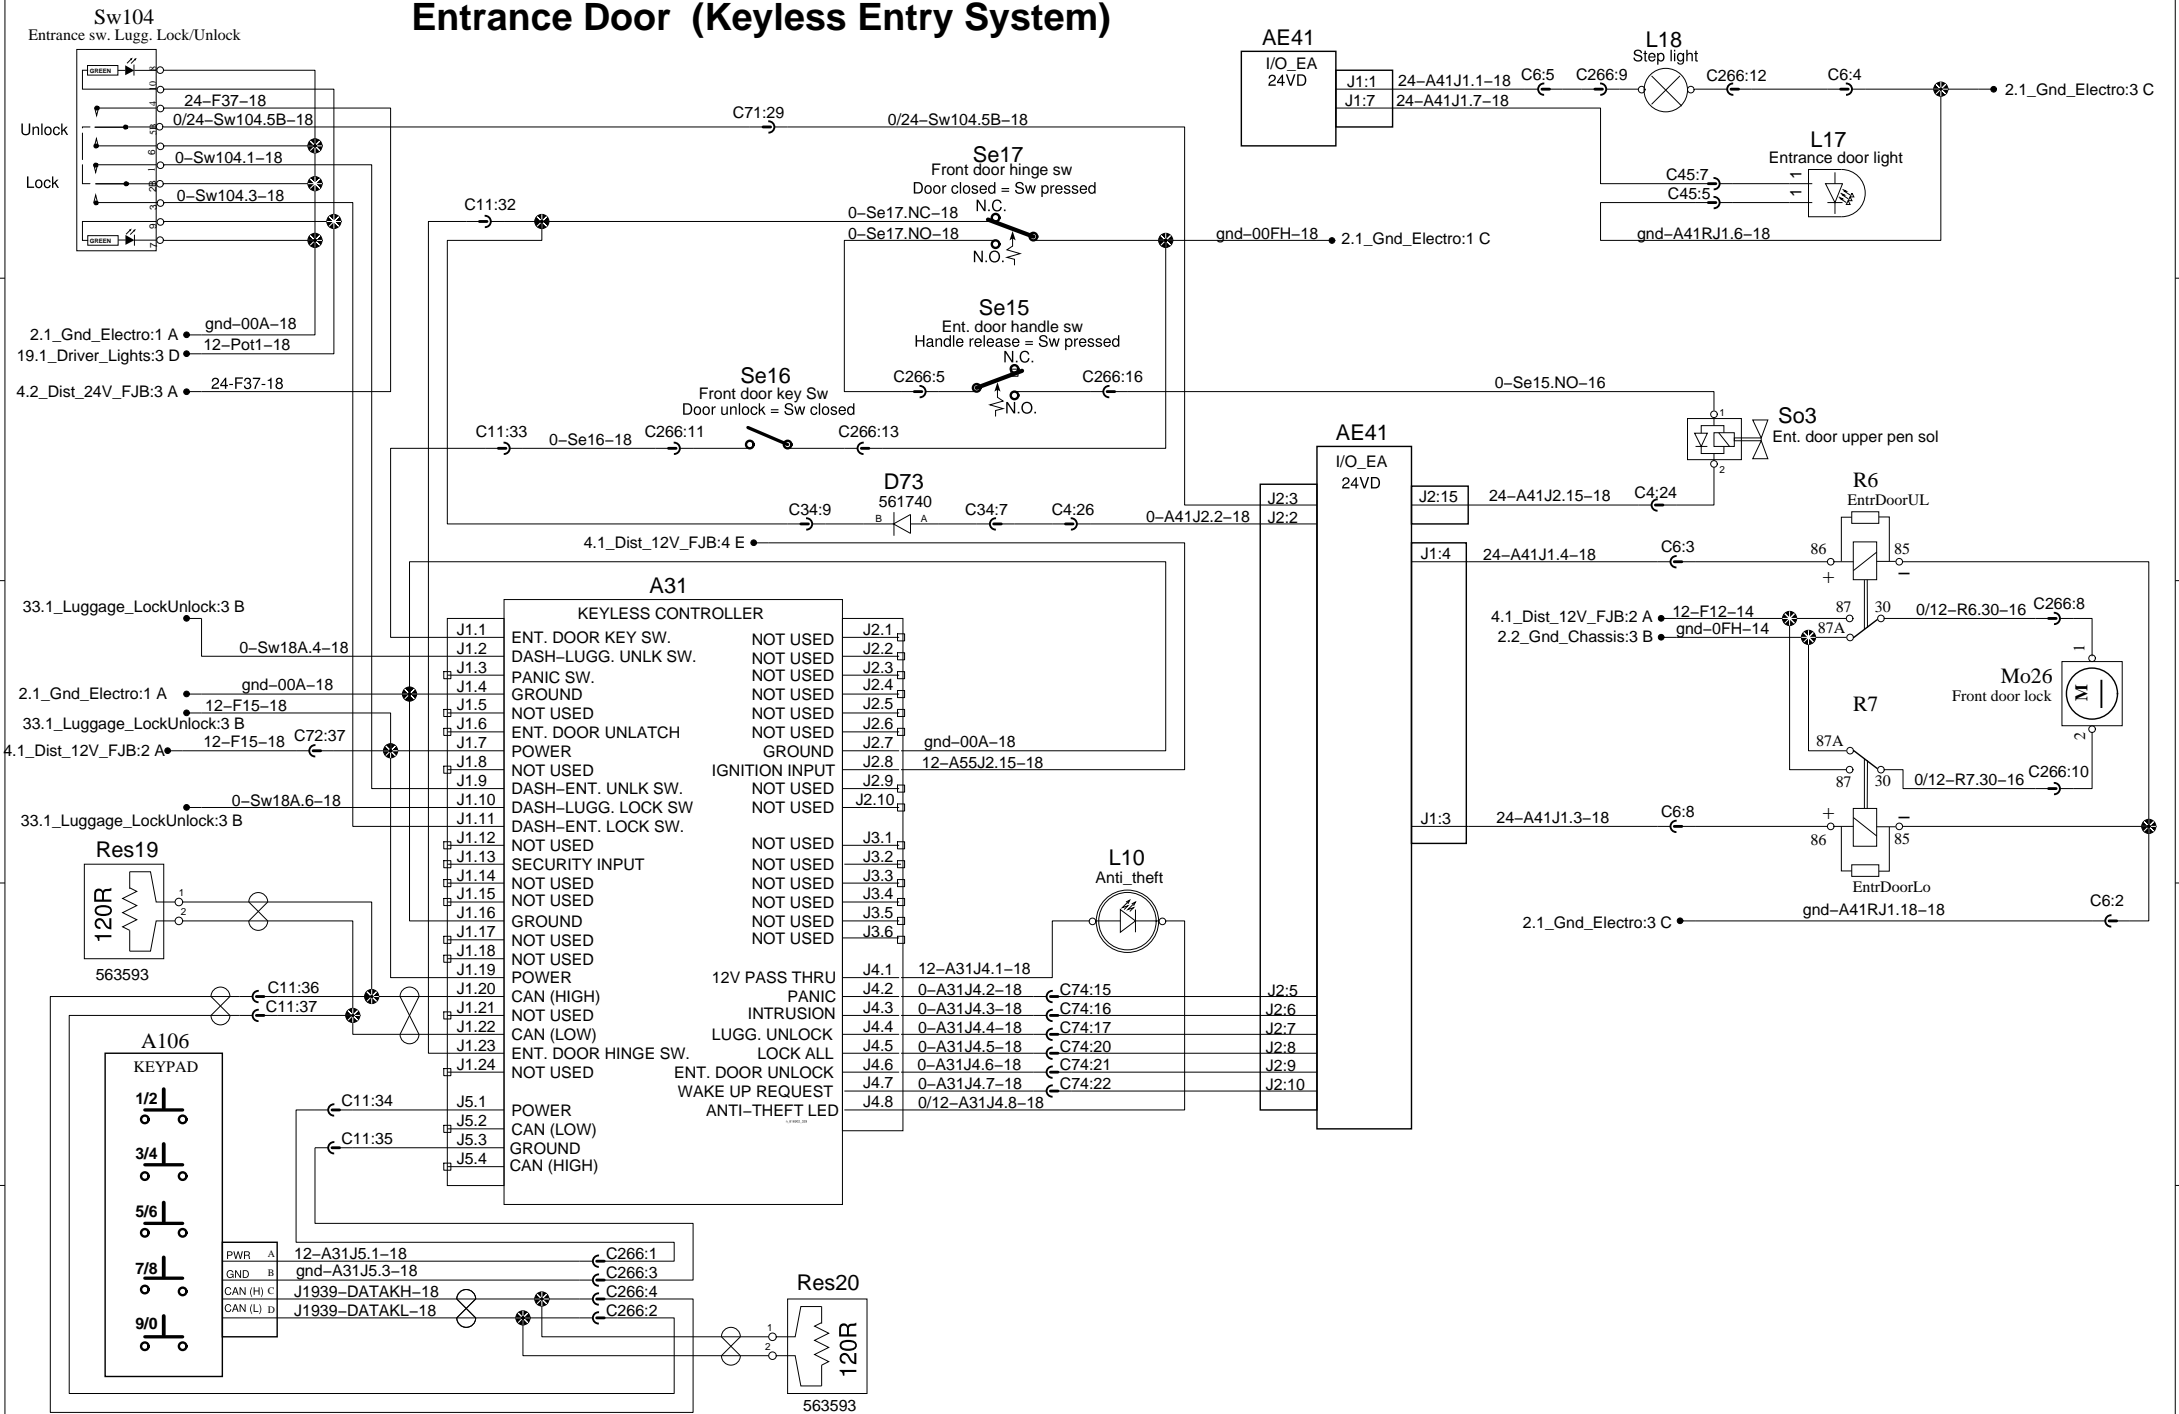 Entrance Door (Keyless Entry System)
Sw104
Entrance sw. Lugg. Lock/Unlock
GREEN
8
10
4
24–F37–18
Unlock
5B
0/24–Sw104.5B–18
C71:29
0/24–Sw104.5B–18
6
1
0–Sw104.1–18
Lock
2B
3
0–Sw104.3–18
9
GREEN
7
2.1_Gnd_Electro:1 A
gnd–00A–18
19.1_Driver_Lights:3 D
12–Pot1–18
4.2_Dist_24V_FJB:3 A
24-F37-18
AE41
I/O_EA
24VD
J1:1
24–A41J1.1–18
C6:5
C266:9
L18
Step light
C266:12
C6:4
2.1_Gnd_Electro:3 C
J1:7
24–A41J1.7–18
L17
Entrance door light
C45:7
1
C45:5
1
gnd–A41RJ1.6–18
Se17
Front door hinge sw
Door closed = Sw pressed
N.C.
C11:32
0–Se17.NC–18
0–Se17.NO–18
N.O.
gnd–00FH–18
2.1_Gnd_Electro:1 C
Se15
Ent. door handle sw
Handle release = Sw pressed
N.C.
C266:5
C266:16
N.O.
0–Se15.NO–16
Se16
Front door key Sw
Door unlock = Sw closed
C11:33
0–Se16–18
C266:11
C266:13
1
So3
Ent. door upper pen sol
2
D73
561740
C34:9
B
A
C34:7
C4:26
0–A41J2.2–18
4.1_Dist_12V_FJB:4 E
AE41
I/O_EA
24VD
J2:3
J2:2
J2:15
24–A41J2.15–18
C4:24
J1:4
24–A41J1.4–18
C6:3
R6
EntrDoorUL
86
85
+
–
4.1_Dist_12V_FJB:2 A
12–F12–14
87
30
0/12–R6.30–16
C266:8
2.2_Gnd_Chassis:3 B
gnd–0FH–14
87A
1
Mo26
Front door lock
M
2
R7
87A
87
30
0/12–R7.30–16
C266:10
J1:3
24–A41J1.3–18
C6:8
+
–
86
85
EntrDoorLo
2.1_Gnd_Electro:3 C
gnd–A41RJ1.18–18
C6:2
A31
KEYLESS CONTROLLER
33.1_Luggage_LockUnlock:3 B
0–Sw18A.4–18
2.1_Gnd_Electro:1 A
gnd–00A–18
12–F15–18
33.1_Luggage_LockUnlock:3 B
4.1_Dist_12V_FJB:2 A
12–F15–18
C72:37
0–Sw18A.6–18
33.1_Luggage_LockUnlock:3 B
J1.1 ENT. DOOR KEY SW.
J1.2 DASH–LUGG. UNLK SW.
J1.3 PANIC SW.
J1.4 GROUND
J1.5 NOT USED
J1.6 ENT. DOOR UNLATCH
J1.7 POWER
J1.8 NOT USED
J1.9 DASH–ENT. UNLK SW.
J1.10 DASH–LUGG. LOCK SW
J1.11 DASH–ENT. LOCK SW.
J1.12 NOT USED
J1.13 SECURITY INPUT
J1.14 NOT USED
J1.15 NOT USED
J1.16 GROUND
J1.17 NOT USED
J1.18 NOT USED
J1.19 POWER
J1.20 CAN (HIGH)
J1.21 NOT USED
J1.22 CAN (LOW)
J1.23 ENT. DOOR HINGE SW.
J1.24 NOT USED
J5.1 POWER
J5.2 CAN (LOW)
J5.3 GROUND
J5.4 CAN (HIGH)
NOT USED J2.1
NOT USED J2.2
NOT USED J2.3
NOT USED J2.4
NOT USED J2.5
NOT USED J2.6
GROUND J2.7 gnd–00A–18
IGNITION INPUT J2.8 12–A55J2.15–18
NOT USED J2.9
NOT USED J2.10
NOT USED J3.1
NOT USED J3.2
NOT USED J3.3
NOT USED J3.4
NOT USED J3.5
NOT USED J3.6
12V PASS THRU J4.1 12–A31J4.1–18
PANIC J4.2 0–A31J4.2–18 C74:15 J2:5
INTRUSION J4.3 0–A31J4.3–18 C74:16 J2:6
LUGG. UNLOCK J4.4 0–A31J4.4–18 C74:17 J2:7
LOCK ALL J4.5 0–A31J4.5–18 C74:20 J2:8
ENT. DOOR UNLOCK J4.6 0–A31J4.6–18 C74:21 J2:9
WAKE UP REQUEST J4.7 0–A31J4.7–18 C74:22 J2:10
ANTI–THEFT LED J4.8 0/12–A31J4.8–18
L10
Anti_theft
Res19
120R
1
2
563593
C11:36
C11:37
C11:34
C11:35
A106
KEYPAD
1/2
3/4
5/6
7/8
9/0
PWR A 12–A31J5.1–18 C266:1
GND B gnd–A31J5.3–18 C266:3
CAN (H) C J1939–DATAKH–18 C266:4
CAN (L) D J1939–DATAKL–18 C266:2
Res20
1
2
120R
563593